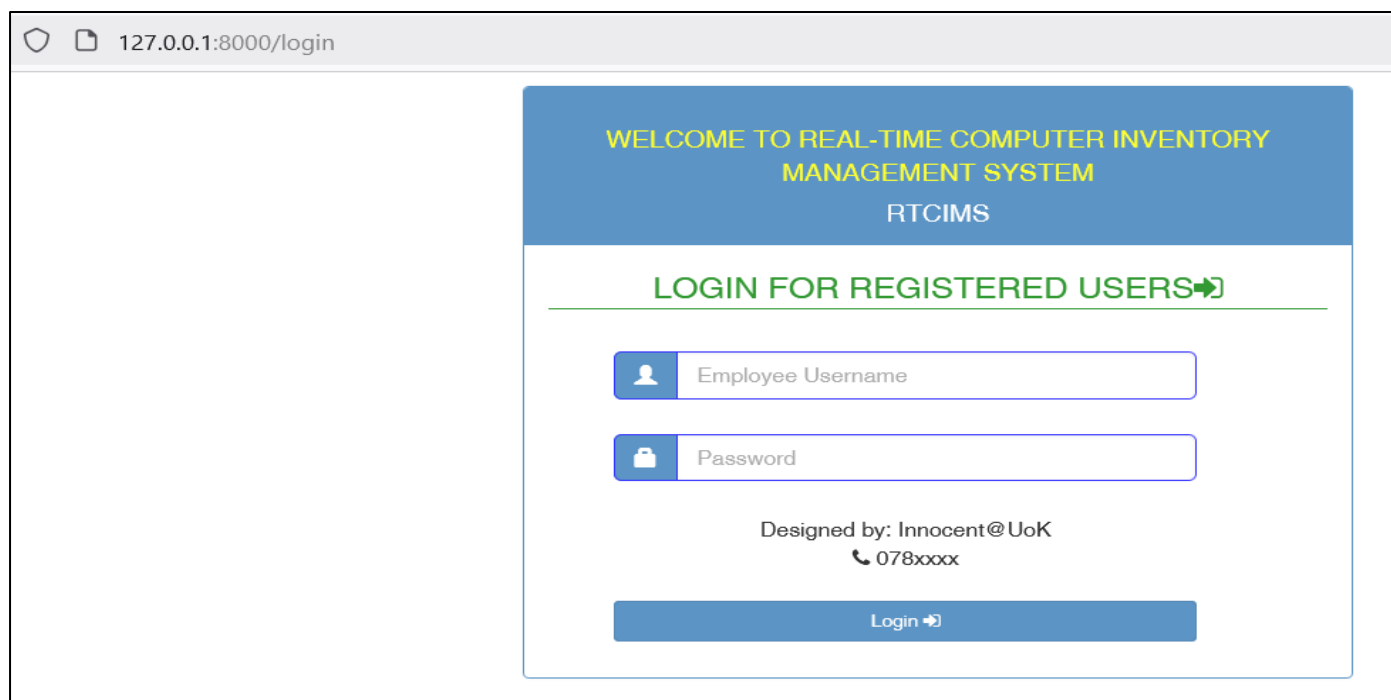 127.0.0.1:8000/login
WELCOME TO REAL-TIME COMPUTER INVENTORY
MANAGEMENT SYSTEM
RTCIMS
LOGIN FOR REGISTERED USERS
Employee Username
Password
Designed by: Innocent@UoK
078xxxx
Login